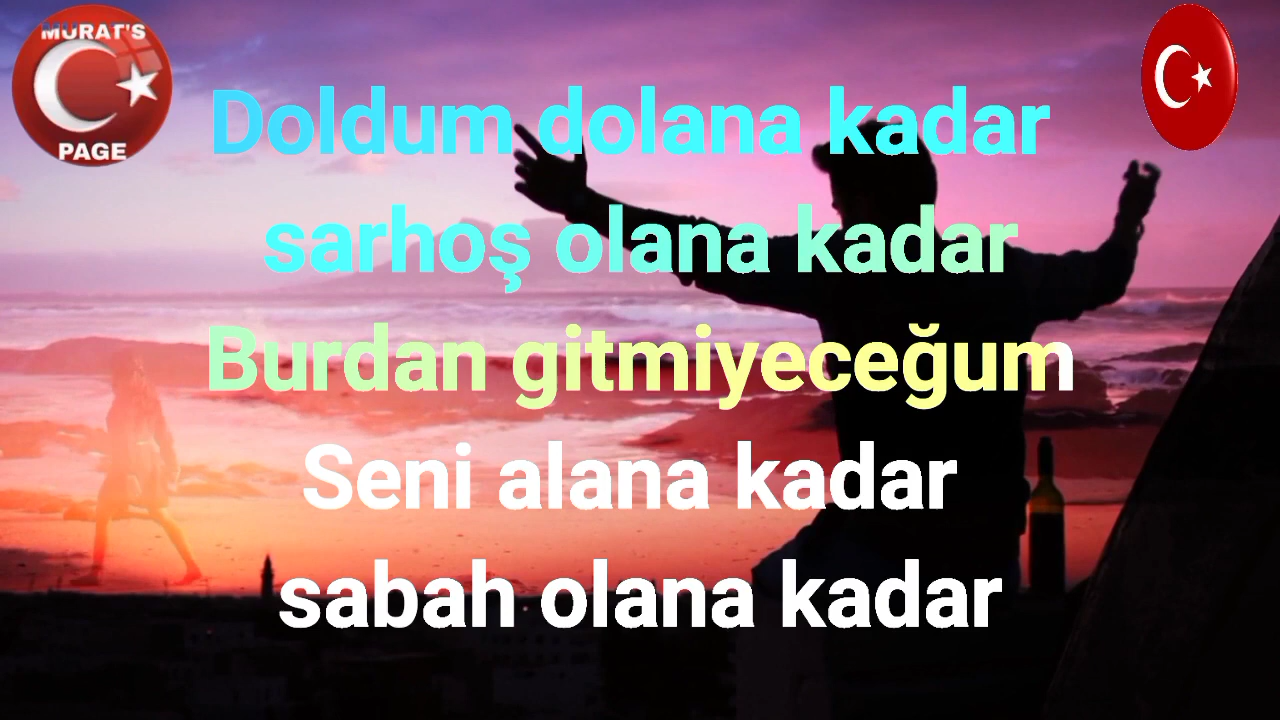 MURAT'S
PAGE
Doldum dolana kadar
sarhoş olana kadar
Burdan gitmiyeceğum
Seni alana kadar
sabah olana kadar